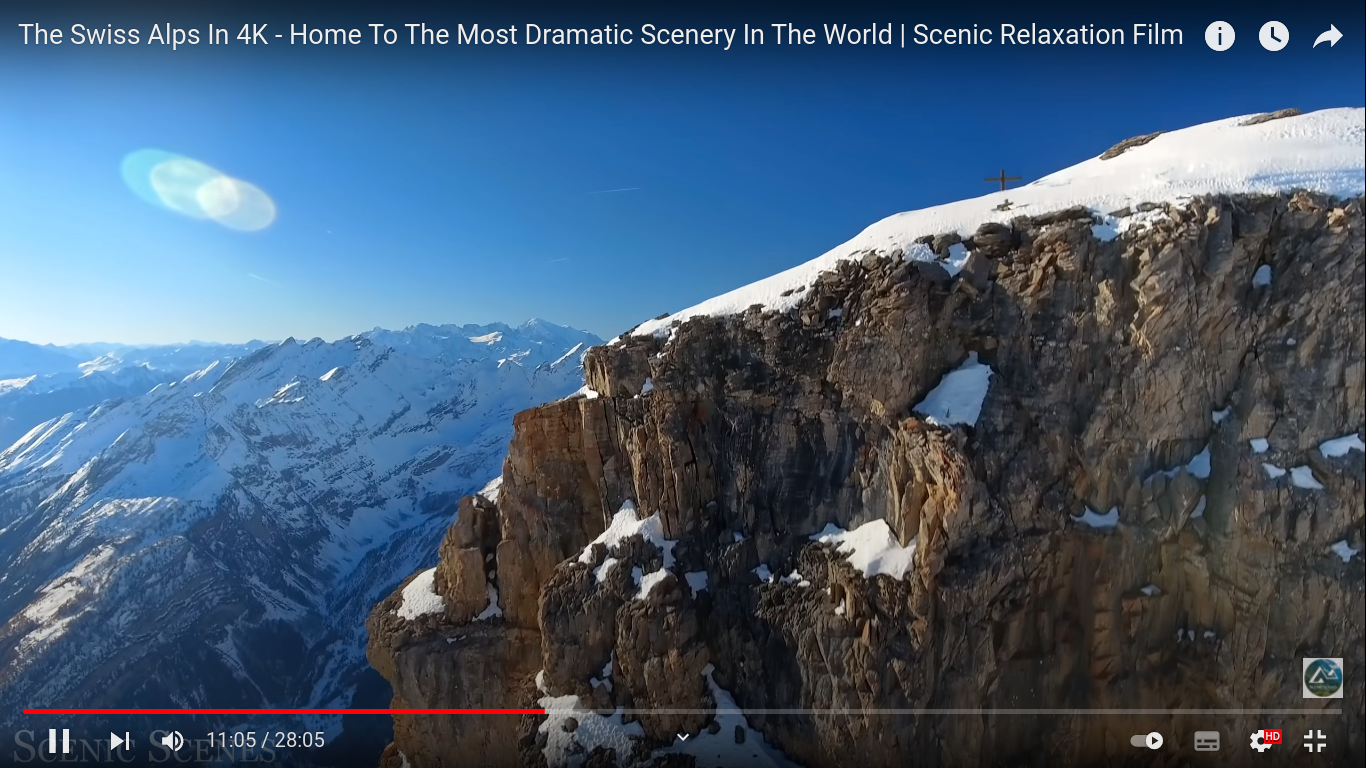 The Swiss Alps In 4K - Home To The Most Dramatic Scenery In The World | Scenic Relaxation Film
HD
11:05 / 28:05
SCENIC SCENES